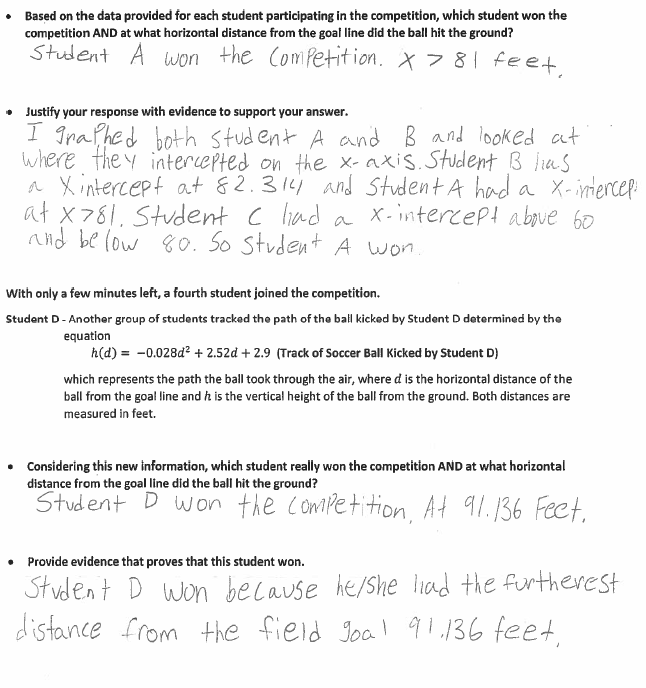 • Based on the data provided for each student participating in the competition, which student won the
competition AND at what horizontal distance from the goal line did the ball hit the ground?
Student A won the competition. x > 81 feet.
• Justify your response with evidence to support your answer.
I graphed both student A and B and looked at
where they intercepted on the x-axis. Student B has
a X intercept at 82.314 and Student A had a x-intercep
at x>81. Student C had a x-intercept above 60
and below 80. So Student A won.
With only a few minutes left, a fourth student joined the competition.
Student D - Another group of students tracked the path of the ball kicked by Student D determined by the
equation
h(d) = −0.028d² + 2.52d + 2.9 (Track of Soccer Ball Kicked by Student D)
which represents the path the ball took through the air, where d is the horizontal distance of the
ball from the goal line and h is the vertical height of the ball from the ground. Both distances are
measured in feet.
• Considering this new information, which student really won the competition AND at what horizontal
distance from the goal line did the ball hit the ground?
Student D won the competition. At 91.136 Feet.
• Provide evidence that proves that this student won.
Student D won because he/she had the furtherest
distance from the field goal 91.136 feet.